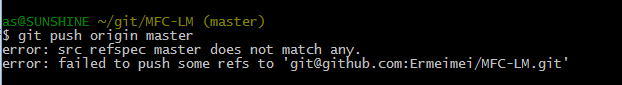 as@SUNSHINE ~/git/MFC-LM (master)
$ git push origin master
error: src refspec master does not match any.
error: failed to push some refs to 'git@github.com:Ermeimei/MFC-LM.git'